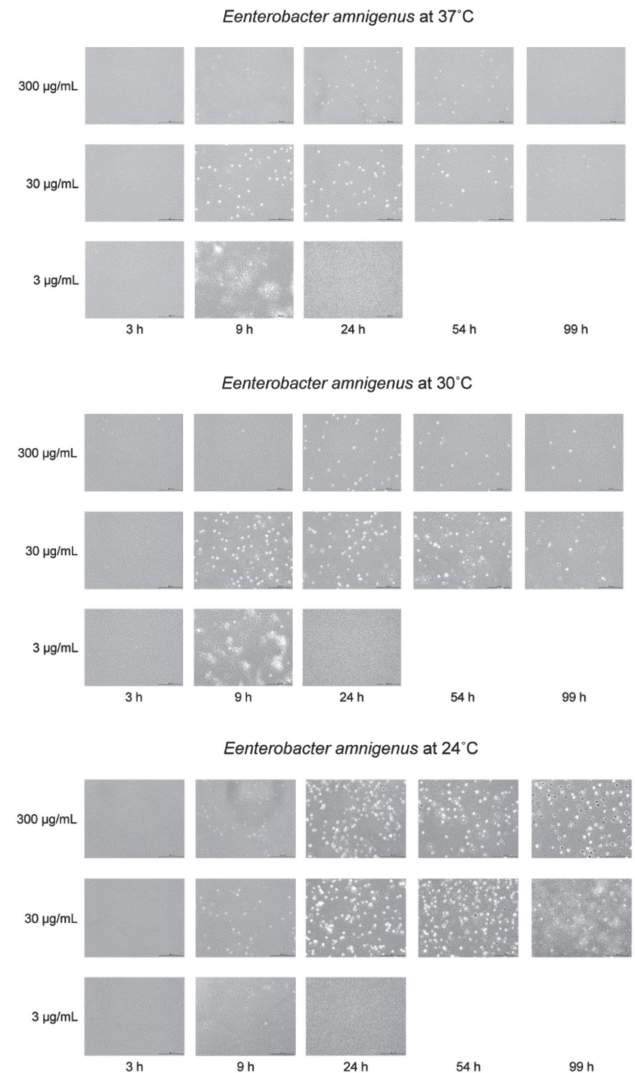 Eenterobacter amnigenus at 37˚C
300 µg/mL
30 µg/mL
3 µg/mL
3 h 9 h 24 h 54 h 99 h
Eenterobacter amnigenus at 30˚C
300 µg/mL
30 µg/mL
3 µg/mL
3 h 9 h 24 h 54 h 99 h
Eenterobacter amnigenus at 24˚C
300 µg/mL
30 µg/mL
3 µg/mL
3 h 9 h 24 h 54 h 99 h